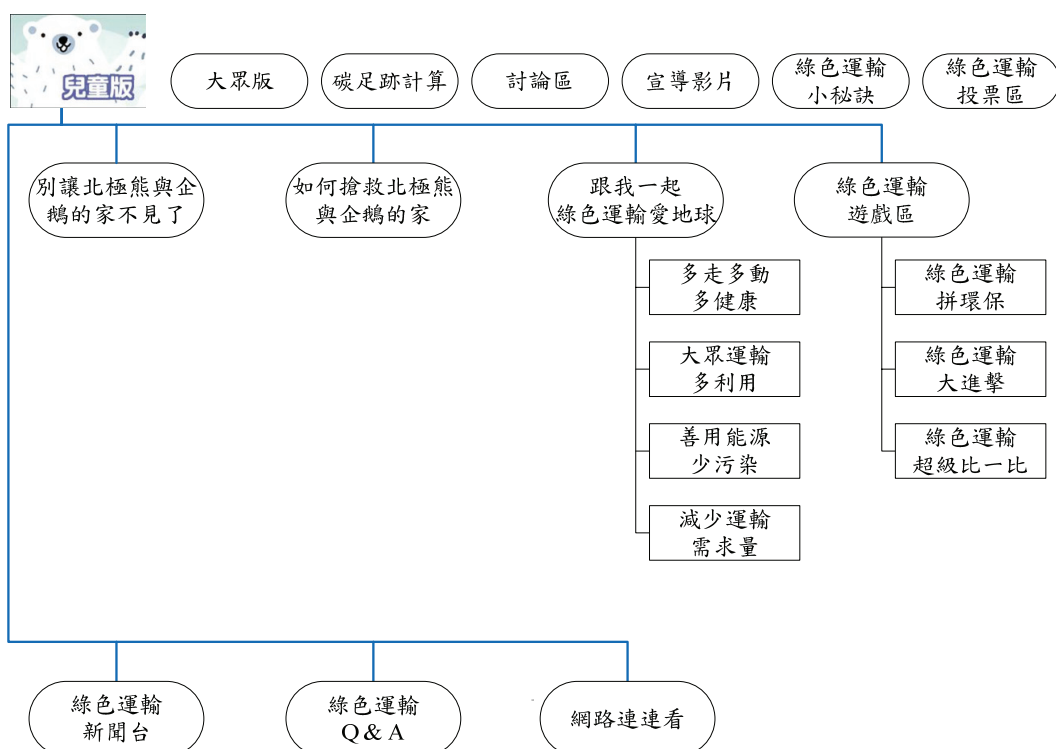 兒童版
大眾版
碳足跡計算
討論區
宣導影片
綠色運輸
小秘訣
綠色運輸
投票區
別讓北極熊與企
鵝的家不見了
如何搶救北極熊
與企鵝的家
跟我一起
綠色運輸愛地球
綠色運輸
遊戲區
多走多動
多健康
大眾運輸
多利用
善用能源
少污染
減少運輸
需求量
綠色運輸
拼環保
綠色運輸
大進擊
綠色運輸
超級比一比
綠色運輸
新聞台
綠色運輸
Q & A
網路連連看